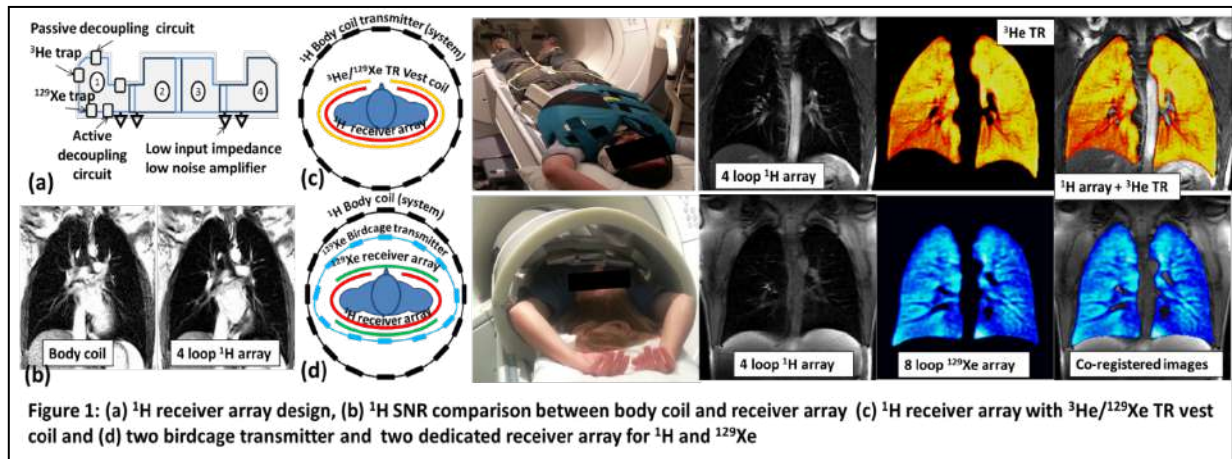 Passive decoupling circuit
³He trap
1
2
3
4
¹²⁹Xe trap
Active
decoupling
circuit
Low input impedance
low noise amplifier
(a)
Body coil
4 loop ¹H array
(b)
¹H Body coil transmitter (system)
³He/¹²⁹Xe TR Vest
coil
¹H receiver array
(c)
¹H Body coil (system)
¹²⁹Xe Birdcage transmitter
¹²⁹Xe receiver array
¹H receiver array
(d)
4 loop ¹H array
³He TR
¹H array + ³He TR
4 loop ¹H array
8 loop ¹²⁹Xe array
Co-registered images
Figure 1: (a) ¹H receiver array design, (b) ¹H SNR comparison between body coil and receiver array (c) ¹H receiver array with ³He/¹²⁹Xe TR vest
coil and (d) two birdcage transmitter and two dedicated receiver array for ¹H and ¹²⁹Xe